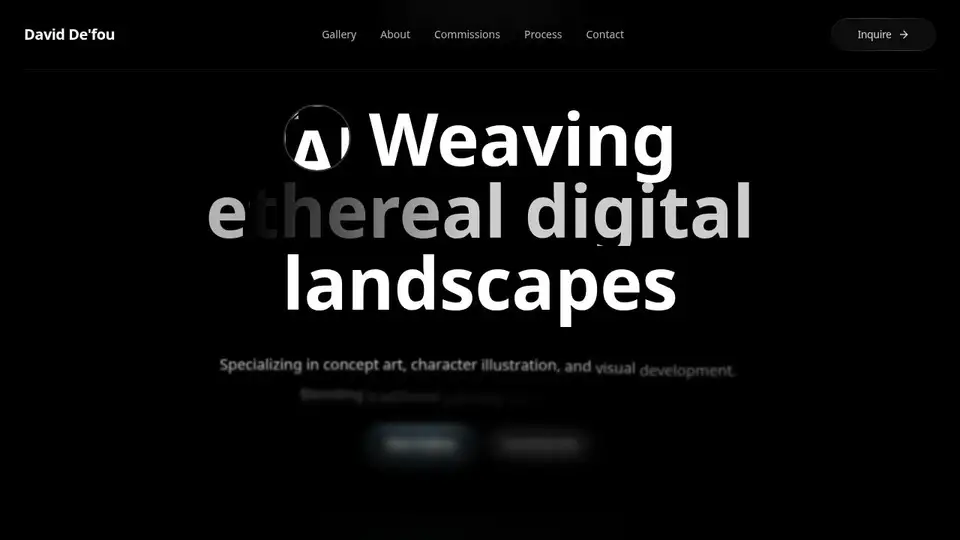 David De'fou
Gallery
About
Commissions
Process
Contact
Inquire
Weaving
ethereal digital
landscapes
Specializing in concept art, character illustration, and visual development.